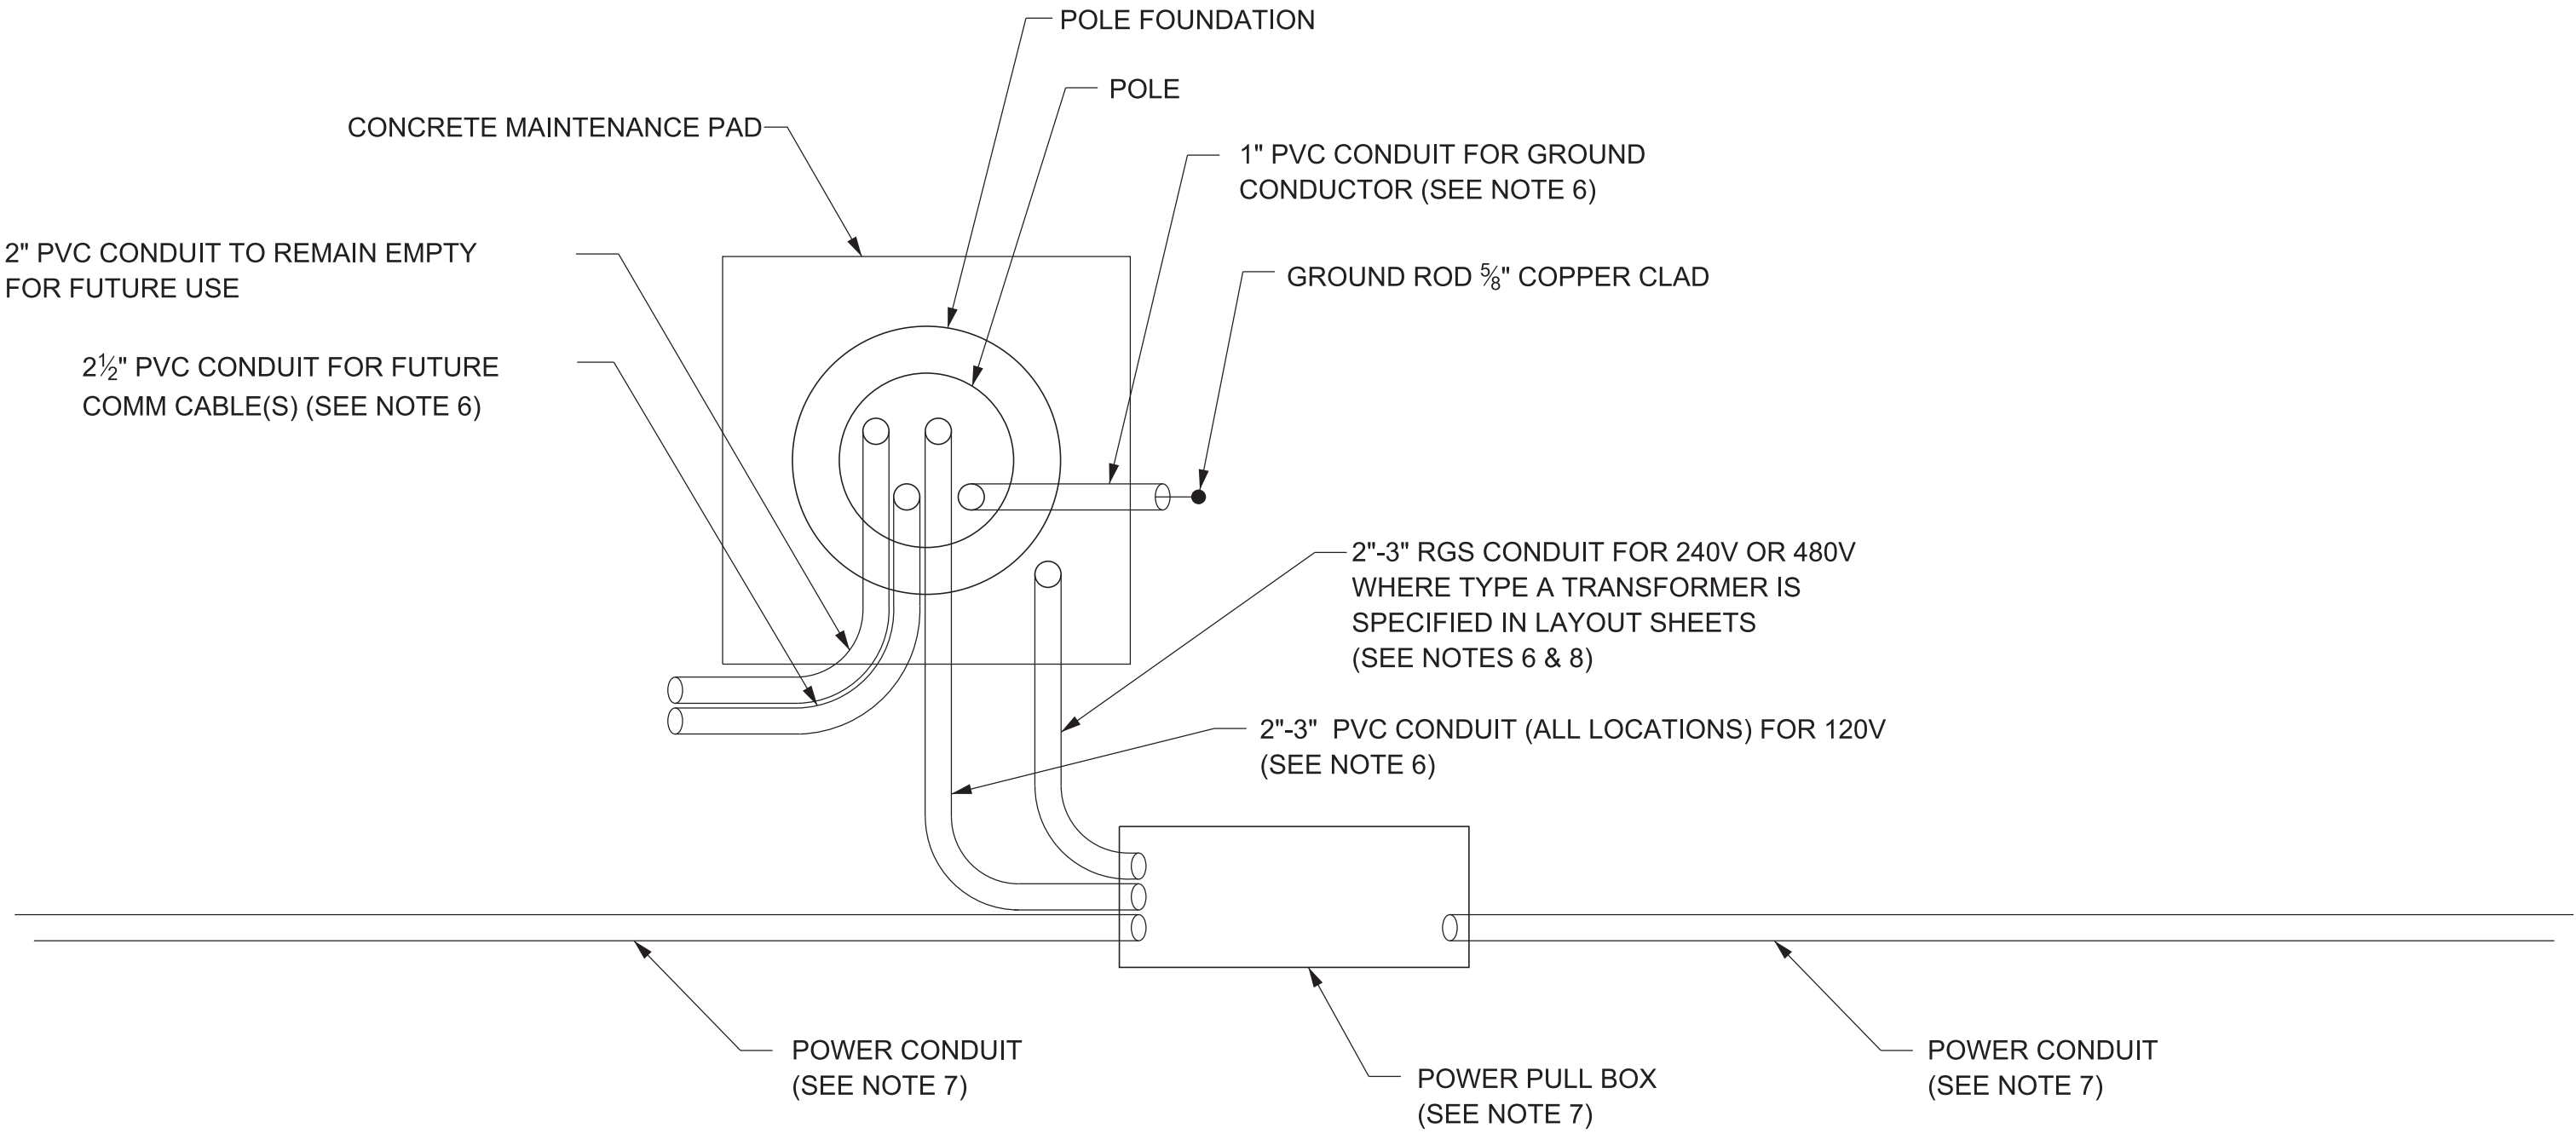 POLE FOUNDATION
POLE
CONCRETE MAINTENANCE PAD
1" PVC CONDUIT FOR GROUND
CONDUCTOR (SEE NOTE 6)
2" PVC CONDUIT TO REMAIN EMPTY
FOR FUTURE USE
GROUND ROD ⅝" COPPER CLAD
2½" PVC CONDUIT FOR FUTURE
COMM CABLE(S) (SEE NOTE 6)
2"-3" RGS CONDUIT FOR 240V OR 480V
WHERE TYPE A TRANSFORMER IS
SPECIFIED IN LAYOUT SHEETS
(SEE NOTES 6 & 8)
2"-3" PVC CONDUIT (ALL LOCATIONS) FOR 120V
(SEE NOTE 6)
POWER CONDUIT
(SEE NOTE 7)
POWER PULL BOX
(SEE NOTE 7)
POWER CONDUIT
(SEE NOTE 7)